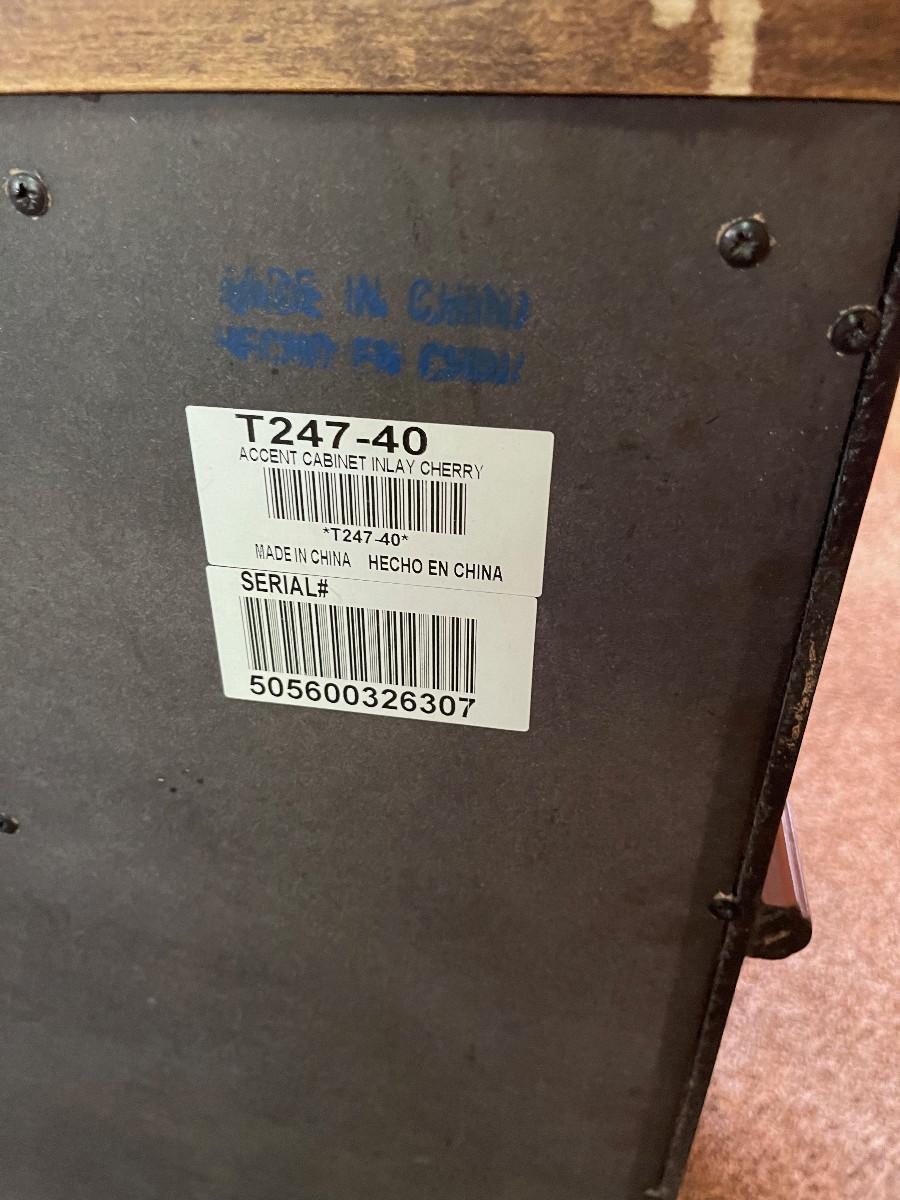 MADE IN CHINA
HECHO EN CHINA
T247-40
ACCENT CABINET INLAY CHERRY
*T247-40*
MADE IN CHINA HECHO EN CHINA
SERIAL#
505600326307